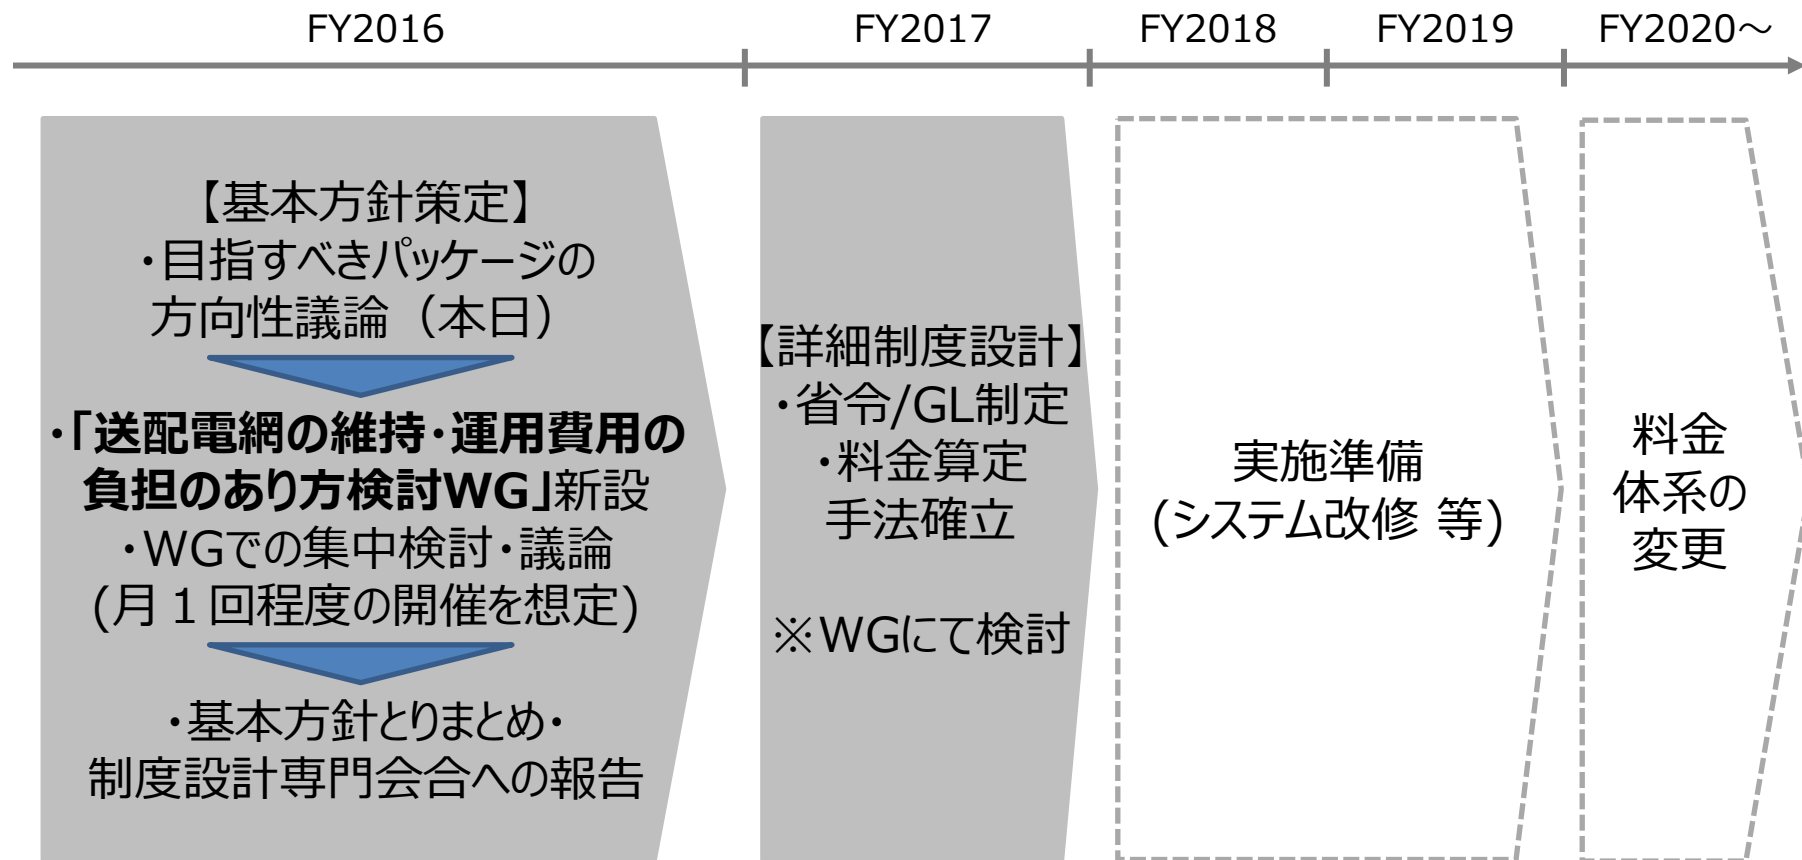 FY2016
FY2017
FY2018
FY2019
FY2020～
【基本方針策定】
・目指すべきパッケージの
方向性議論（本日）
・「送配電網の維持・運用費用の
負担のあり方検討WG」新設
・WGでの集中検討・議論
(月１回程度の開催を想定)
・基本方針とりまとめ・
制度設計専門会合への報告
【詳細制度設計】
・省令/GL制定
・料金算定
手法確立
※WGにて検討
実施準備
(システム改修 等)
料金
体系の
変更